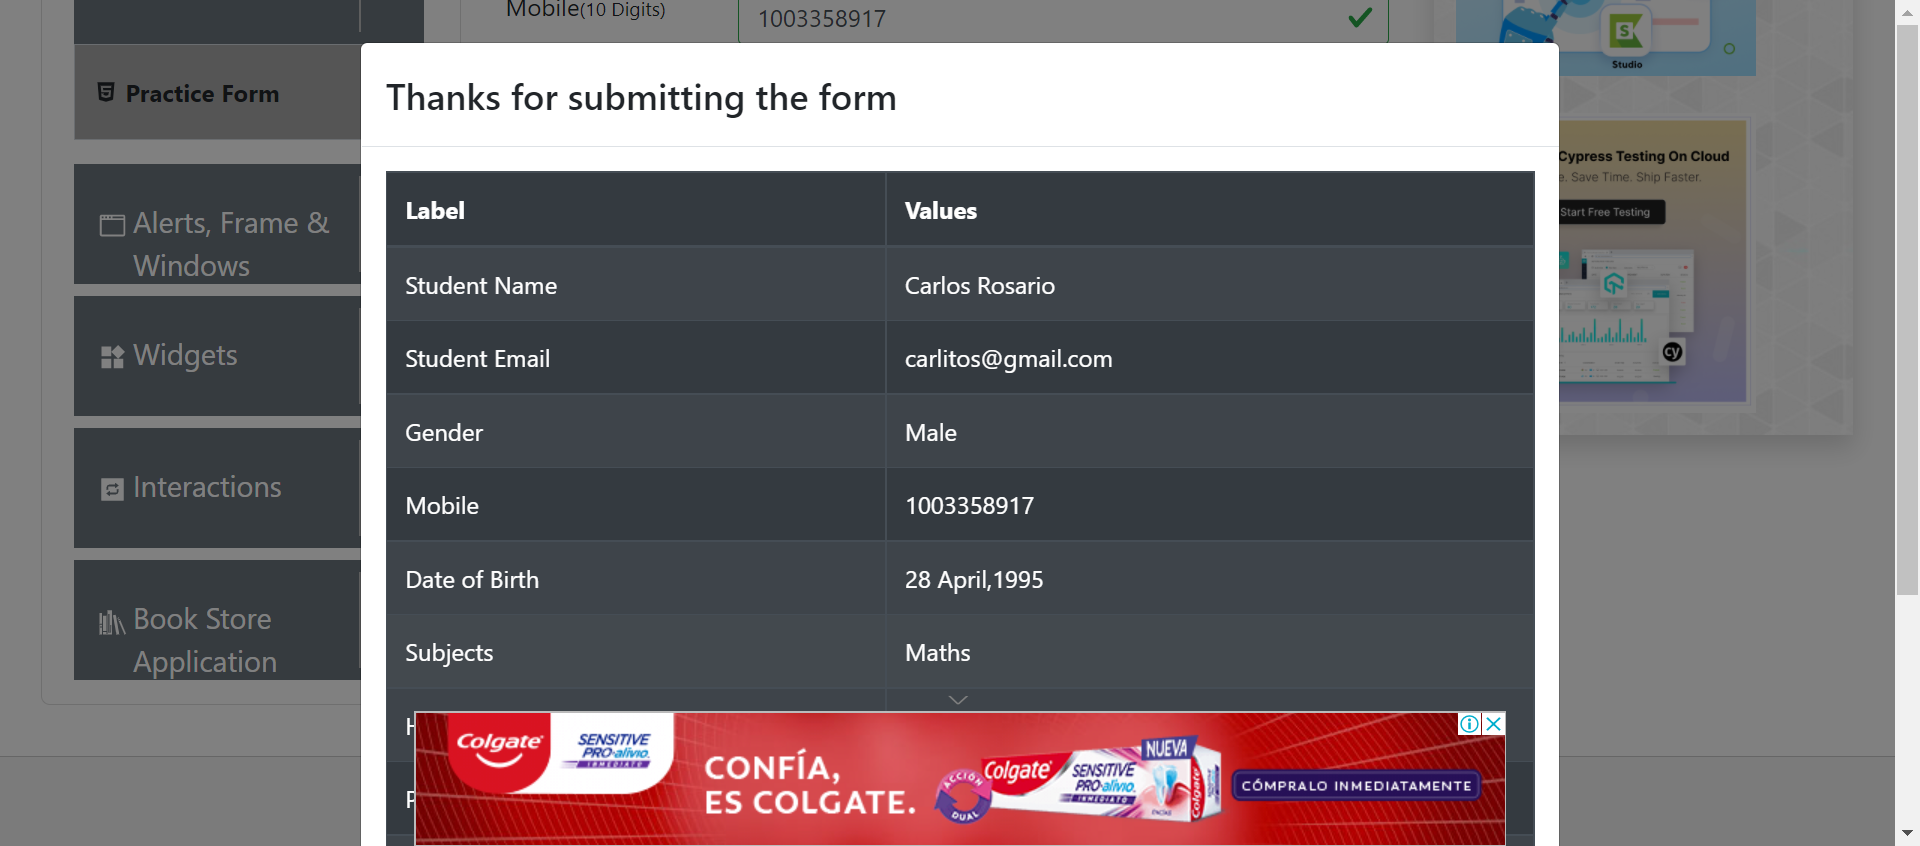 Mobile(10 Digits)
1003358917
Practice Form
Alerts, Frame &
Windows
Widgets
Interactions
Book Store
Application
Thanks for submitting the form
Label Values
Student Name Carlos Rosario
Student Email carlitos@gmail.com
Gender Male
Mobile 1003358917
Date of Birth 28 April,1995
Subjects Maths
H
P
Colgate
SENSITIVE
PRO-alivio.
INMEDIATO
CONFÍA,
ES COLGATE.
ACCIÓN
DUAL
Colgate
SENSITIVE
PRO-alivio.
INMEDIATO
NUEVA
ENCÍAS
Colgate
CÓMPRALO INMEDIATAMENTE
S
Studio
Cypress Testing On Cloud
e. Save Time. Ship Faster.
Start Free Testing
cy